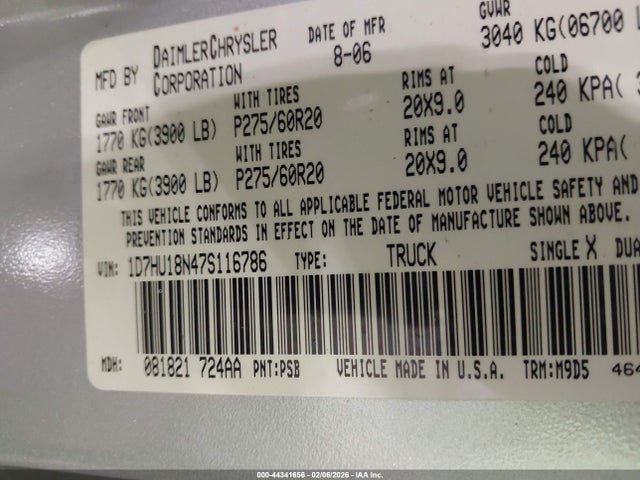 MFD BY DAIMLERCHRYSLER CORPORATION
DATE OF MFR 8-06
GVWR 3040 KG(06700
GAWR FRONT WITH TIRES RIMS AT COLD
1770 KG(3900 LB) P275/60R20 20X9.0 240 KPA(
GAWR REAR WITH TIRES RIMS AT COLD
1770 KG(3900 LB) P275/60R20 20X9.0 240 KPA(
THIS VEHICLE CONFORMS TO ALL APPLICABLE FEDERAL MOTOR VEHICLE SAFETY AND
PREVENTION STANDARDS IN EFFECT ON THE DATE OF MANUFACTURE SHOWN ABOVE.
VIN: 1D7HU18N47S116786 TYPE: TRUCK SINGLE X
MDH: 081821 724AA PNT:PSB VEHICLE MADE IN U.S.A. TRM:M9D5
000-44341656 - 02/06/2026 - IAA Inc.